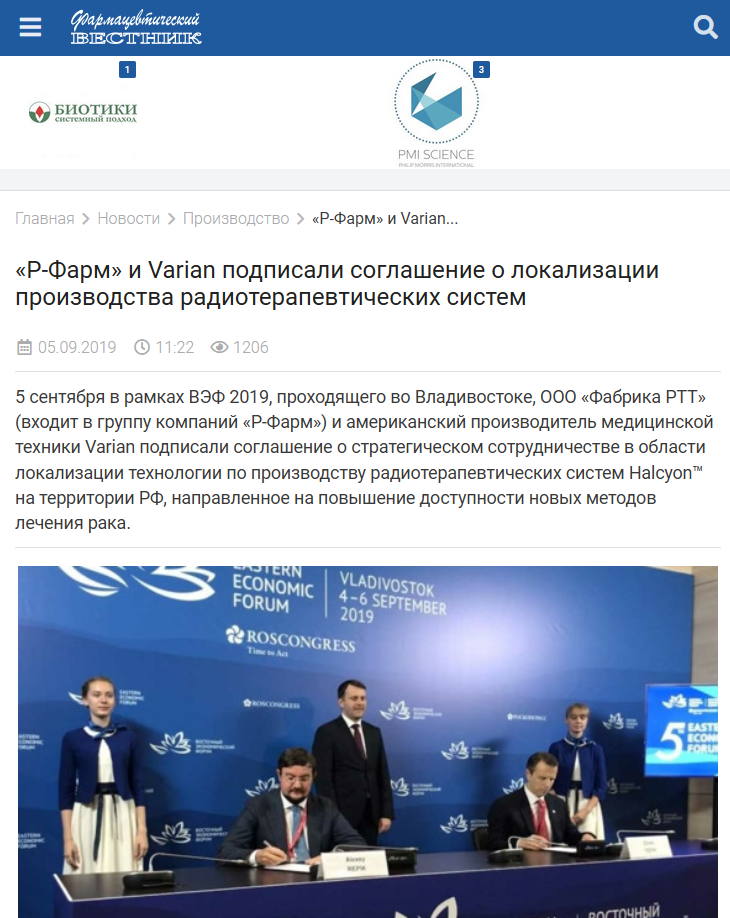 Фармацевтический
ВЕСТНИК
1
3
БИОТИКИ
системный подход
PMI SCIENCE
PHILIP MORRIS INTERNATIONAL
Главная > Новости > Производство > «Р-Фарм» и Varian...
«Р-Фарм» и Varian подписали соглашение о локализации
производства радиотерапевтических систем
05.09.2019 11:22 1206
5 сентября в рамках ВЭФ 2019, проходящего во Владивостоке, ООО «Фабрика РТТ»
(входит в группу компаний «Р-Фарм») и американский производитель медицинской
техники Varian подписали соглашение о стратегическом сотрудничестве в области
локализации технологии по производству радиотерапевтических систем Halcyon™
на территории РФ, направленное на повышение доступности новых методов
лечения рака.
EASTERN
ECONOMIC
FORUM
VLADIVOSTOK
4–6 SEPTEMBER
2019
ROSCONGRESS
Time to Act
ROSCONGRESS
ВОСТОЧНЫЙ
ЭКОНОМИЧЕСКИЙ
ФОРУМ
EASTERN
ECONOMIC
FORUM
5
ВОСТОЧНЫЙ